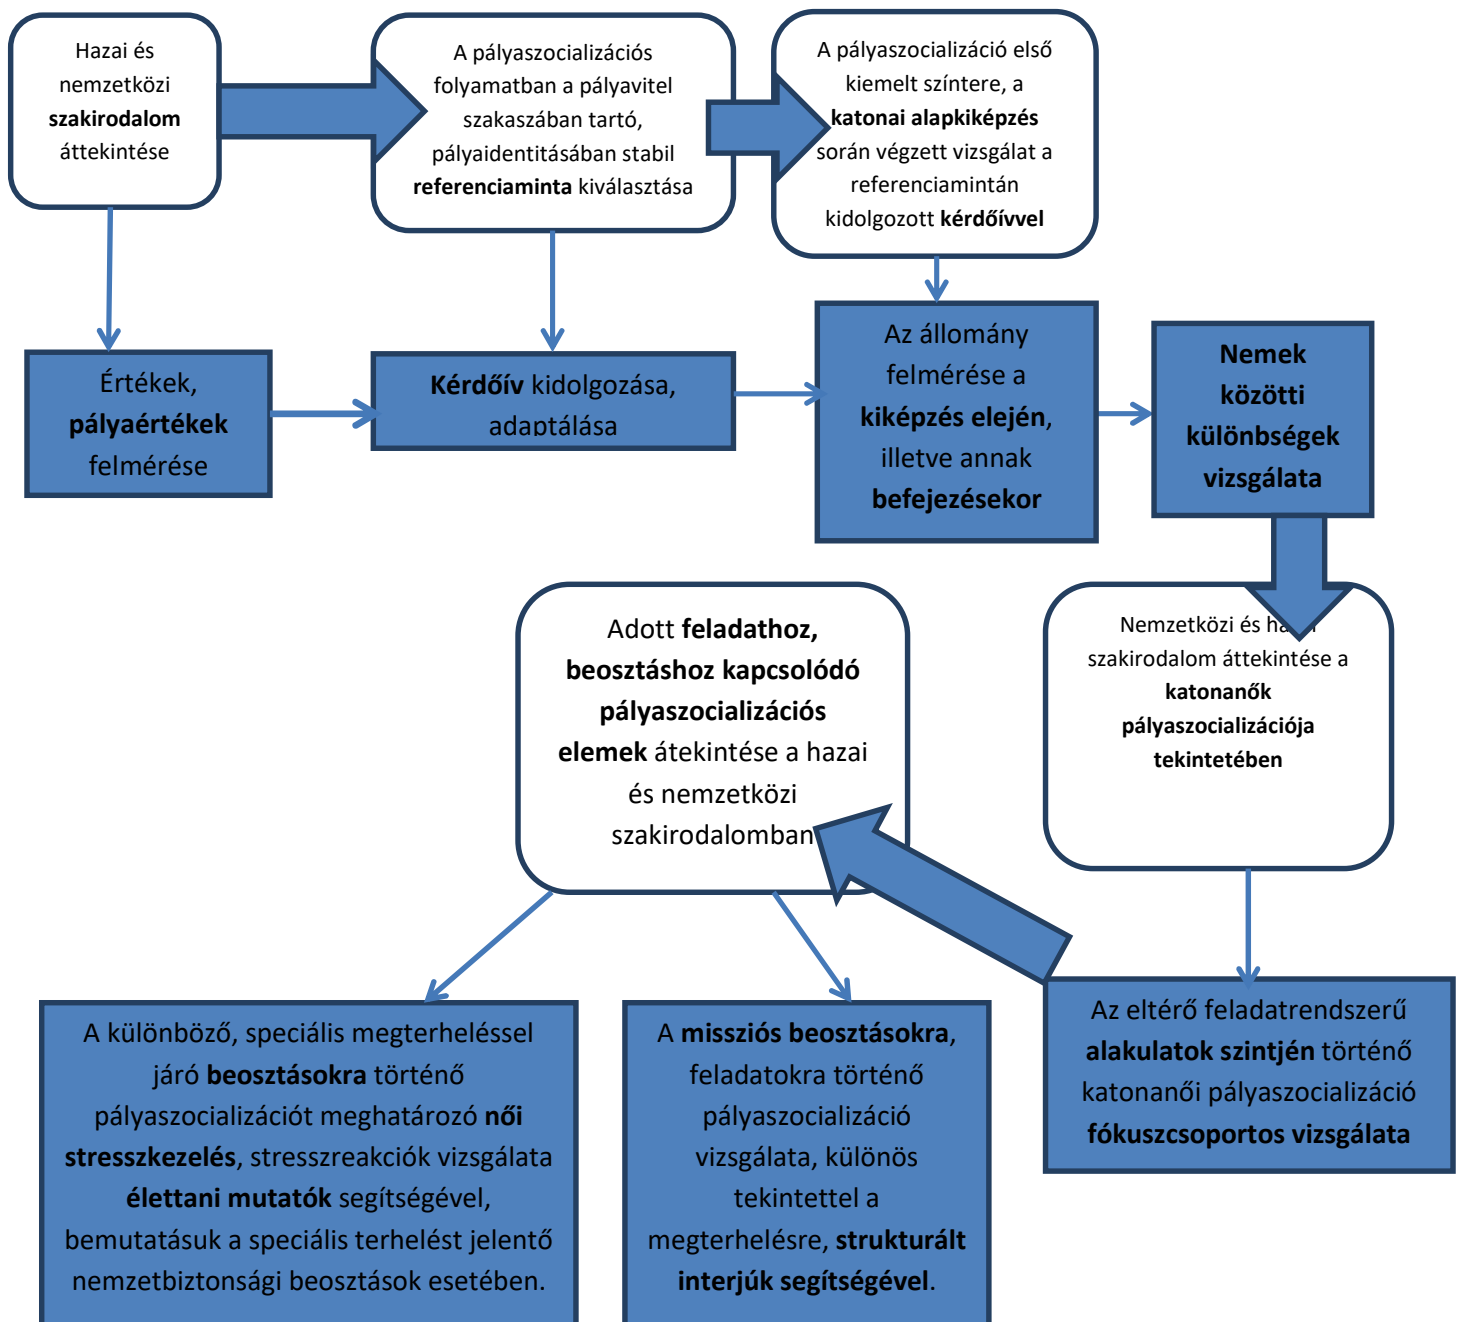 Hazai és
nemzetközi
szakirodalom
áttekintése
A pályaszocializációs
folyamatban a pályavitel
szakaszában tartó,
pályaidentitásában stabil
referenciaminta kiválasztása
A pályaszocializáció első
kiemelt színtere, a
katonai alapkiképzés
során végzett vizsgálat a
referenciamintán
kidolgozott kérdőívvel
Értékek,
pályaértékek
felmérése
Kérdőív kidolgozása,
adaptálása
Az állomány
felmérése a
kiképzés elején,
illetve annak
befejezésekor
Nemek
közötti
különbségek
vizsgálata
Nemzetközi és
szakirodalom áttekintése a
katonanők
pályaszocializációja
tekintetében
Adott feladathoz,
beosztáshoz kapcsolódó
pályaszocializációs
elemek átekintése a hazai
és nemzetközi
szakirodalomban
A különböző, speciális megterheléssel
járó beosztásokra történő
pályaszocializációt meghatározó női
stresszkezelés, stresszreakciók vizsgálata
élettani mutatók segítségével,
bemutatásuk a speciális terhelést jelentő
nemzetbiztonsági beosztások esetében.
A missziós beosztásokra,
feladatokra történő
pályaszocializáció
vizsgálata, különös
tekintettel a
megterhelésre, strukturált
interjúk segítségével.
Az eltérő feladatrendszerű
alakulatok szintjén történő
katonanői pályaszocializáció
fókuszcsoportos vizsgálata